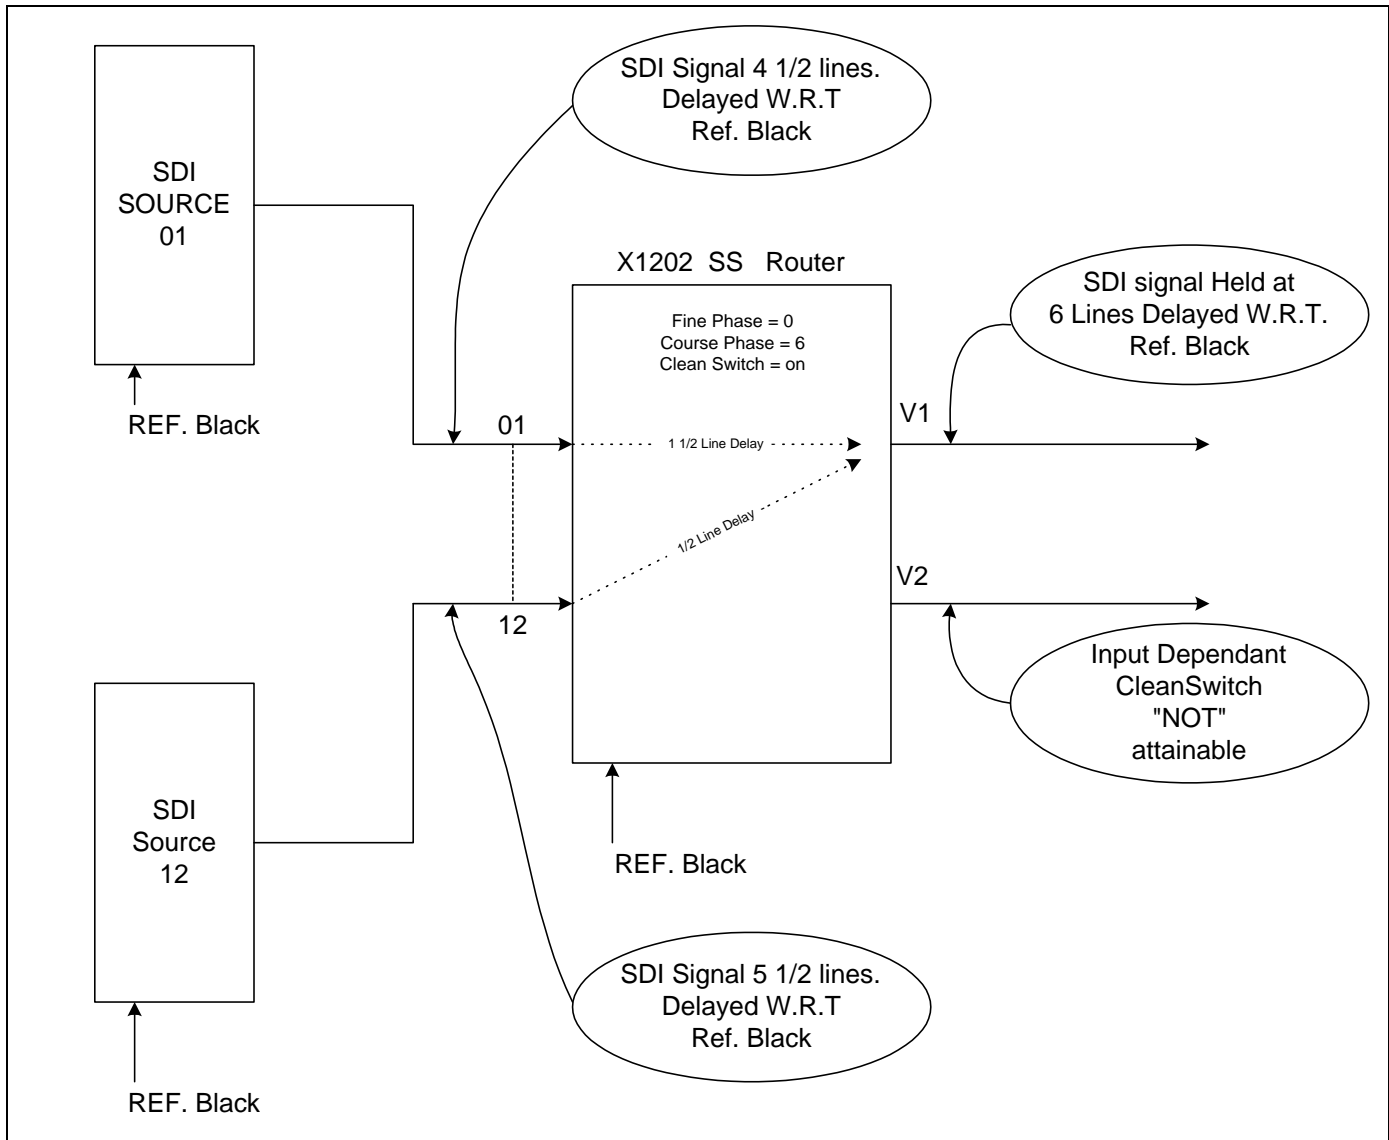 SDI
SOURCE
01
REF. Black
SDI Signal 4 1/2 lines.
Delayed W.R.T
Ref. Black
X1202 SS Router
Fine Phase = 0
Course Phase = 6
Clean Switch = on
01
1 1/2 Line Delay
V1
SDI signal Held at
6 Lines Delayed W.R.T.
Ref. Black
12
1/2 Line Delay
V2
Input Dependant
CleanSwitch
"NOT"
attainable
SDI
Source
12
REF. Black
REF. Black
SDI Signal 5 1/2 lines.
Delayed W.R.T
Ref. Black